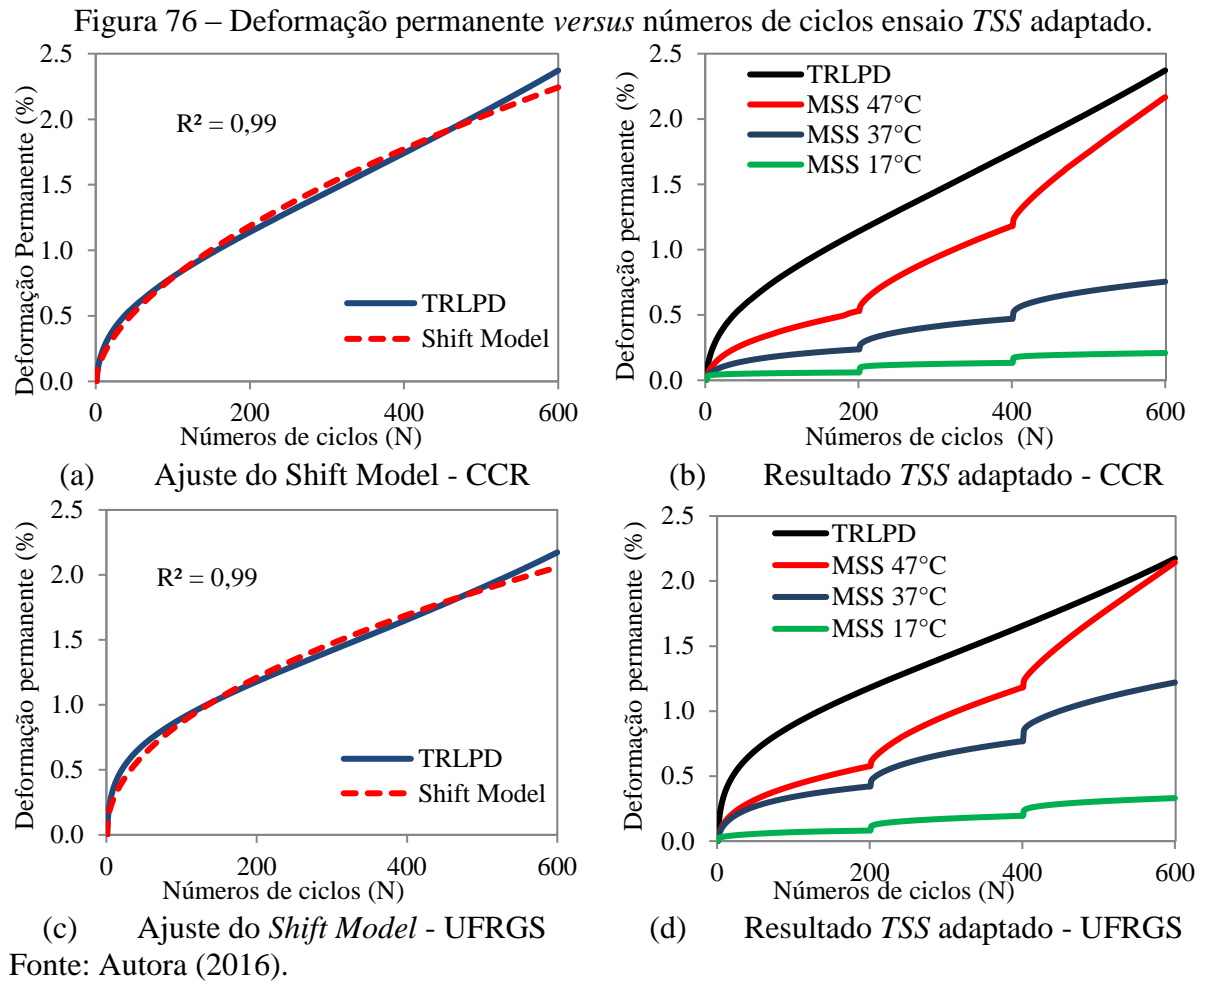 Figura 76 – Deformação permanente versus números de ciclos ensaio TSS adaptado.
2.5
2.0
1.5
1.0
0.5
0.0
0
200
400
600
Deformação Permanente (%)
Números de ciclos (N)
R² = 0,99
TRLPD
Shift Model
(a) Ajuste do Shift Model - CCR
2.5
2.0
1.5
1.0
0.5
0.0
0
200
400
600
Deformação permanente (%)
Números de ciclos (N)
TRLPD
MSS 47°C
MSS 37°C
MSS 17°C
(b) Resultado TSS adaptado - CCR
2.5
2.0
1.5
1.0
0.5
0.0
0
200
400
600
Deformação permanente (%)
Números de ciclos (N)
R² = 0,99
TRLPD
Shift Model
(c) Ajuste do Shift Model - UFRGS
2.5
2.0
1.5
1.0
0.5
0.0
0
200
400
600
Deformação permanente (%)
Números de ciclos (N)
TRLPD
MSS 47°C
MSS 37°C
MSS 17°C
(d) Resultado TSS adaptado - UFRGS
Fonte: Autora (2016).